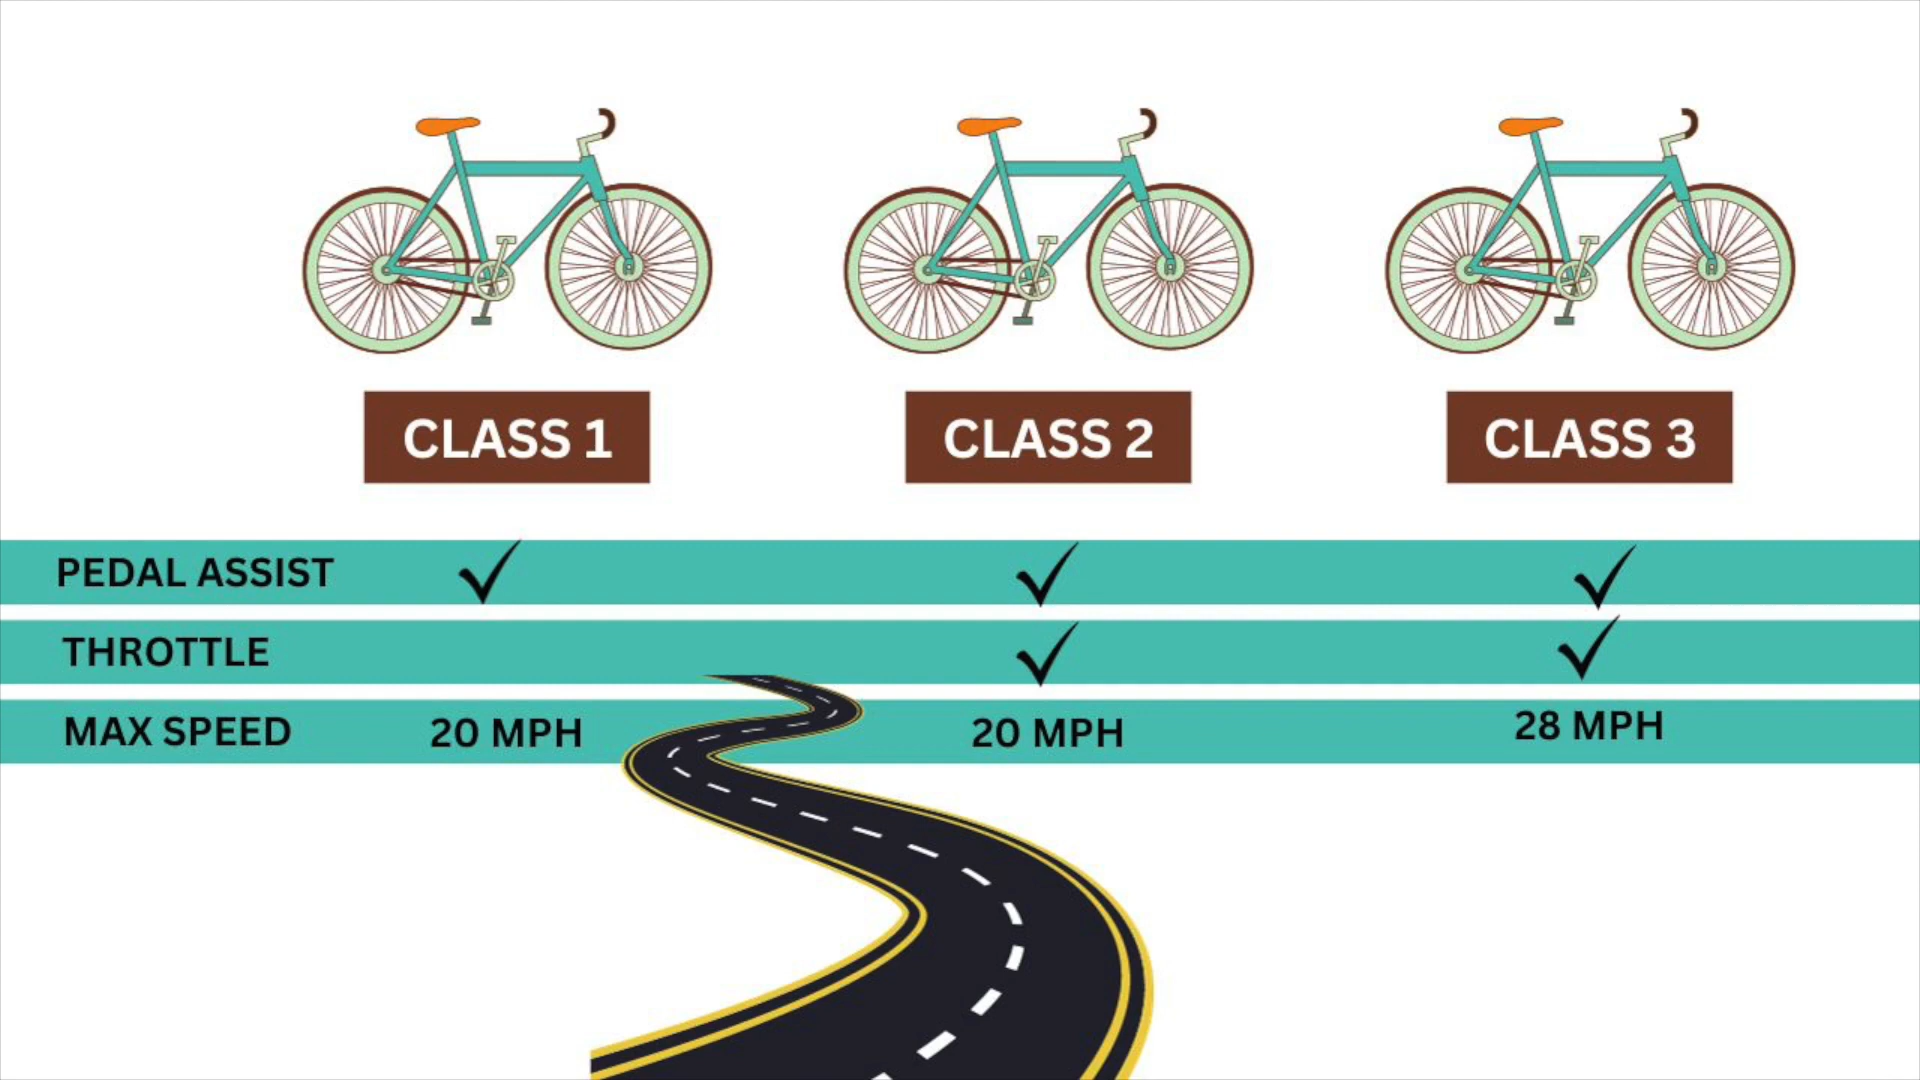 CLASS 1
CLASS 2
CLASS 3
PEDAL ASSIST
THROTTLE
MAX SPEED 20 MPH 20 MPH 28 MPH